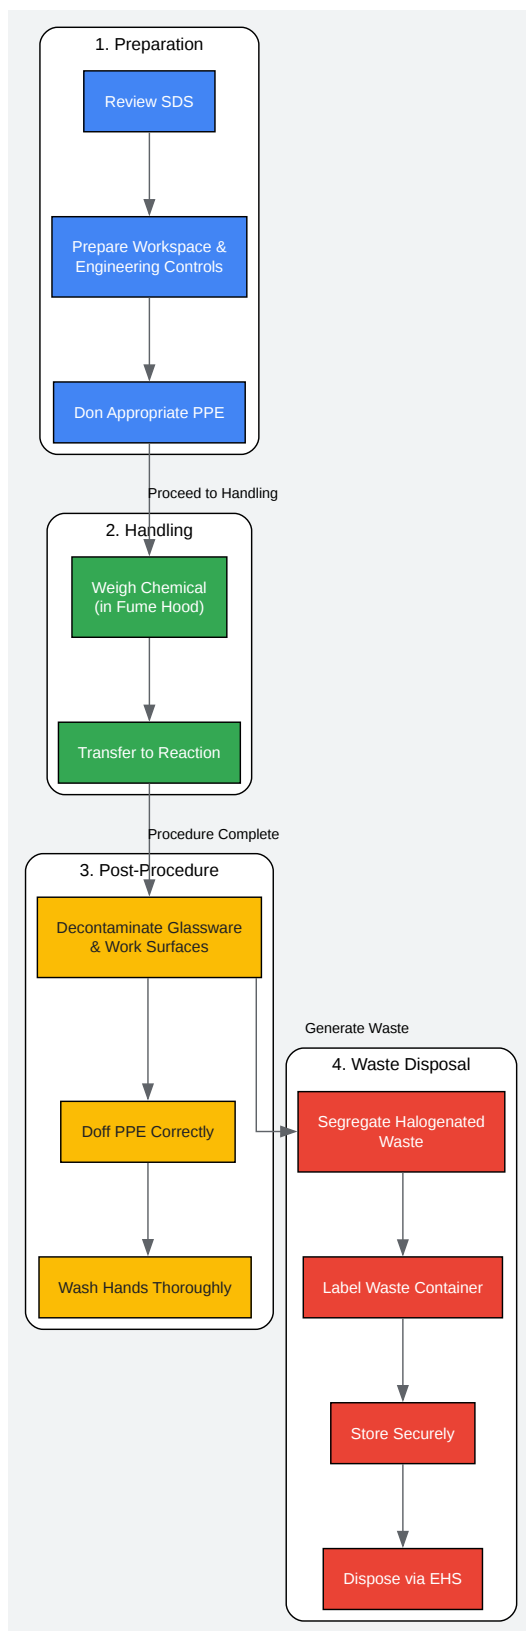 1. Preparation
Review SDS
Prepare Workspace &
Engineering Controls
Don Appropriate PPE
Proceed to Handling
2. Handling
Weigh Chemical
(in Fume Hood)
Transfer to Reaction
Procedure Complete
3. Post-Procedure
Decontaminate Glassware
& Work Surfaces
Doff PPE Correctly
Wash Hands Thoroughly
Generate Waste
4. Waste Disposal
Segregate Halogenated
Waste
Label Waste Container
Store Securely
Dispose via EHS